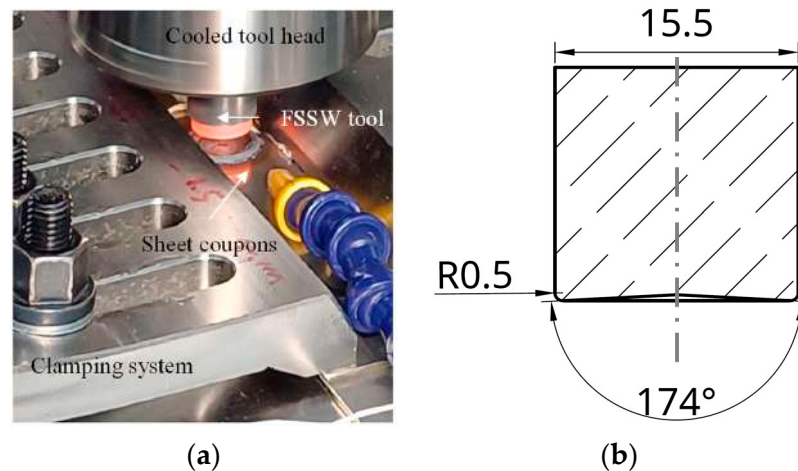 Cooled tool head
FSSW tool
Sheet coupons
Clamping system
(a)
15.5
R0.5
174°
(b)